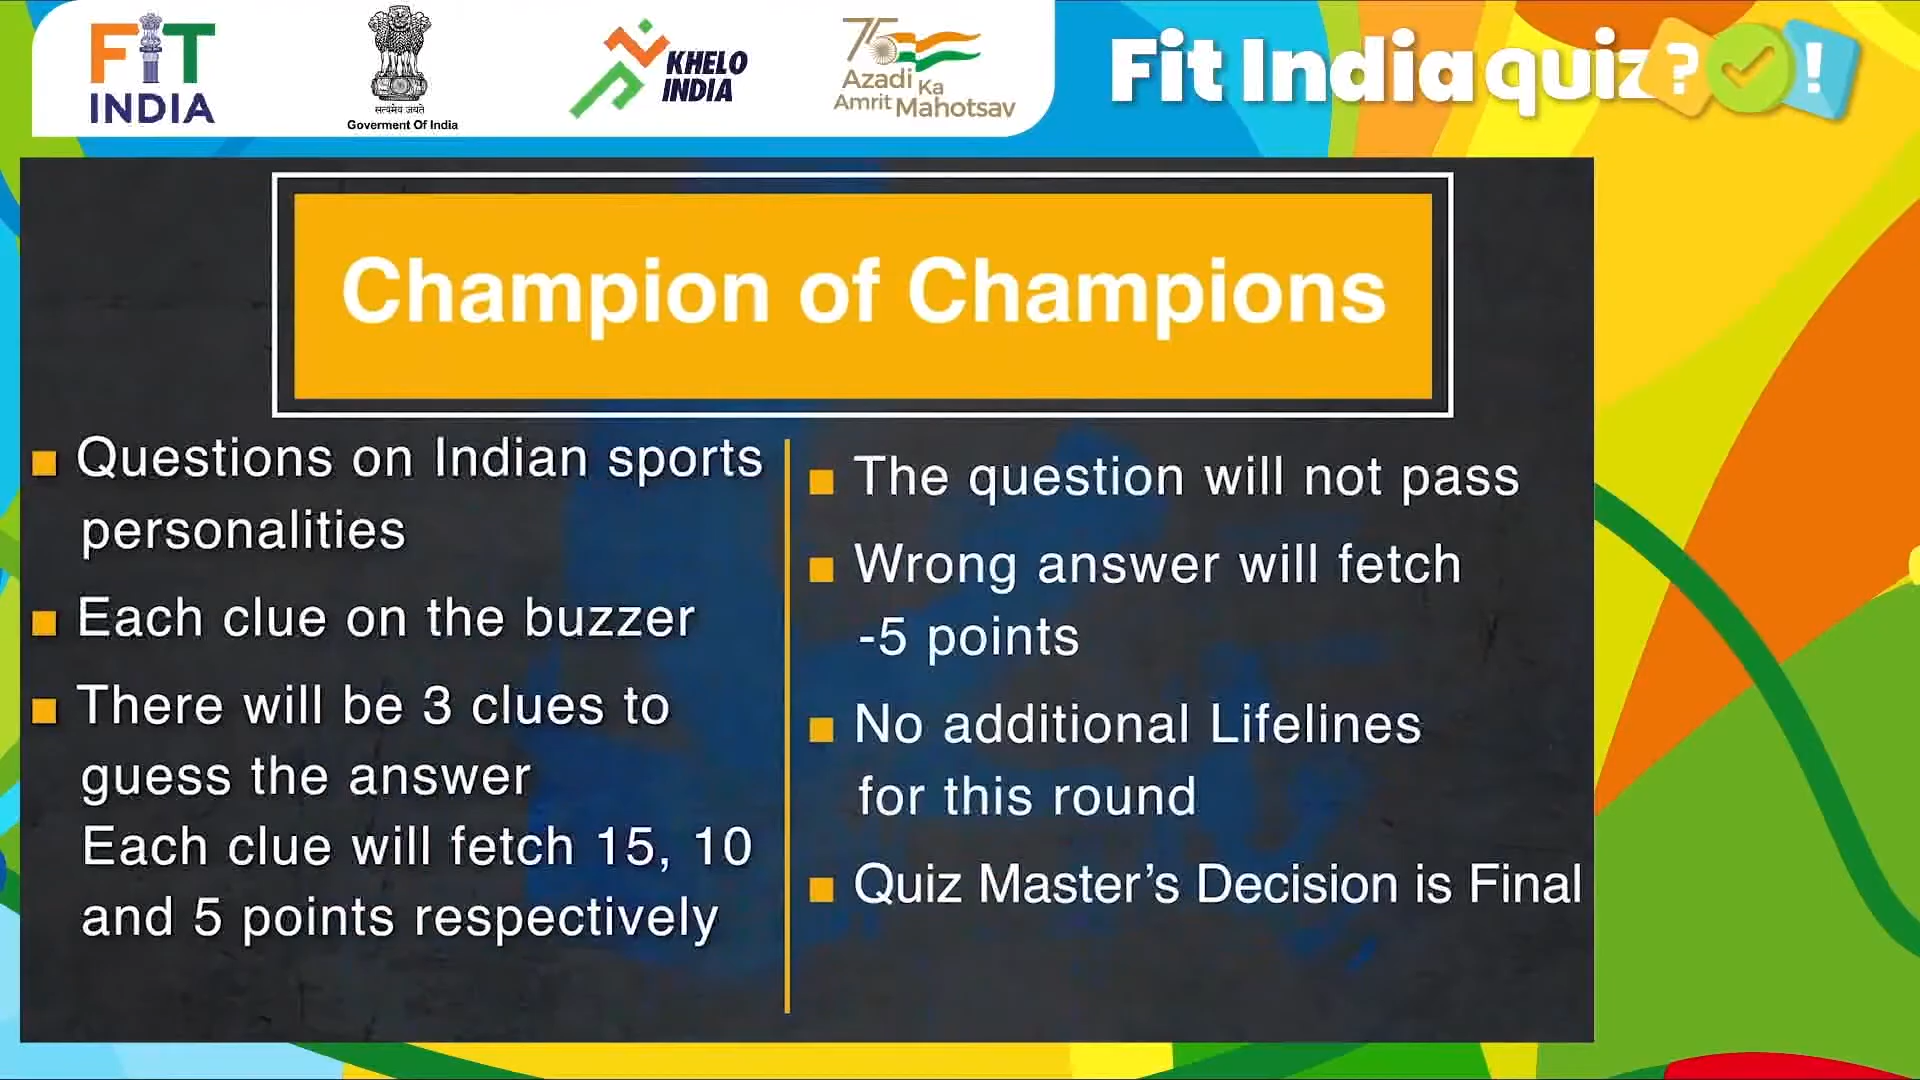 FIT
INDIA
सत्यमेव जयते
Goverment Of India
KHELO
INDIA
75
Azadi Ka
Amrit Mahotsav
Fit India quiz ? !
Champion of Champions
Questions on Indian sports
personalities
Each clue on the buzzer
There will be 3 clues to
guess the answer
Each clue will fetch 15, 10
and 5 points respectively
The question will not pass
Wrong answer will fetch
-5 points
No additional Lifelines
for this round
Quiz Master’s Decision is Final